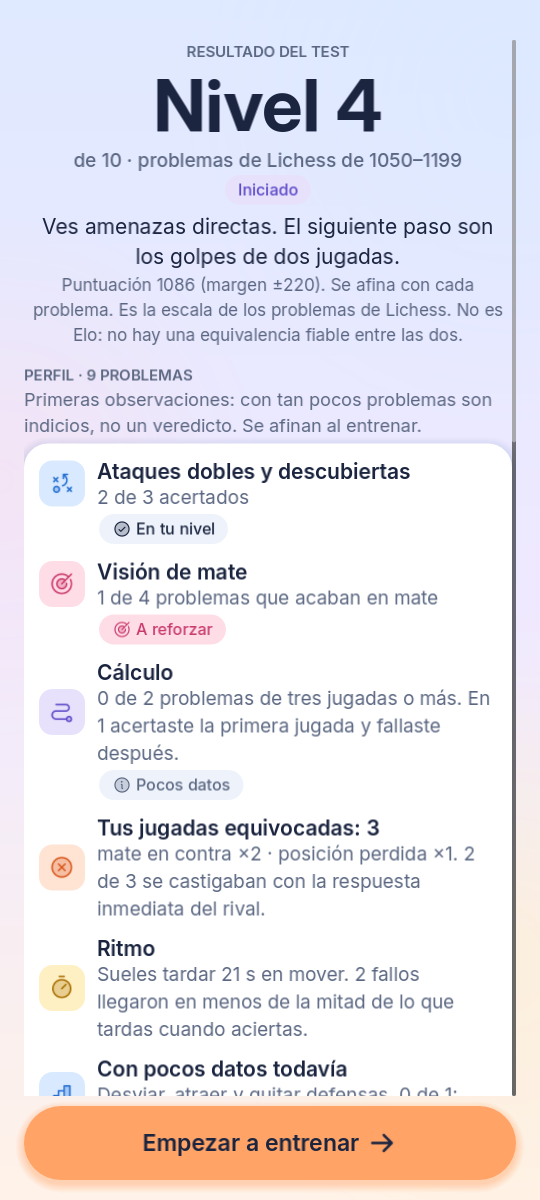 RESULTADO DEL TEST
Nivel 4
de 10 · problemas de Lichess de 1050–1199
Iniciado
Ves amenazas directas. El siguiente paso son
los golpes de dos jugadas.
Puntuación 1086 (margen ±220). Se afina con cada
problema. Es la escala de los problemas de Lichess. No es
Elo: no hay una equivalencia fiable entre las dos.
PERFIL · 9 PROBLEMAS
Primeras observaciones: con tan pocos problemas son
indicios, no un veredicto. Se afinan al entrenar.
Ataques dobles y descubiertas
2 de 3 acertados
En tu nivel
Visión de mate
1 de 4 problemas que acaban en mate
A reforzar
Cálculo
0 de 2 problemas de tres jugadas o más. En
1 acertaste la primera jugada y fallaste
después.
Pocos datos
Tus jugadas equivocadas: 3
mate en contra ×2 · posición perdida ×1. 2
de 3 se castigaban con la respuesta
inmediata del rival.
Ritmo
Sueles tardar 21 s en mover. 2 fallos
llegaron en menos de la mitad de lo que
tardas cuando aciertas.
Con pocos datos todavía
Desviar, atraer y quitar defensas, 0 de 1;
Empezar a entrenar →